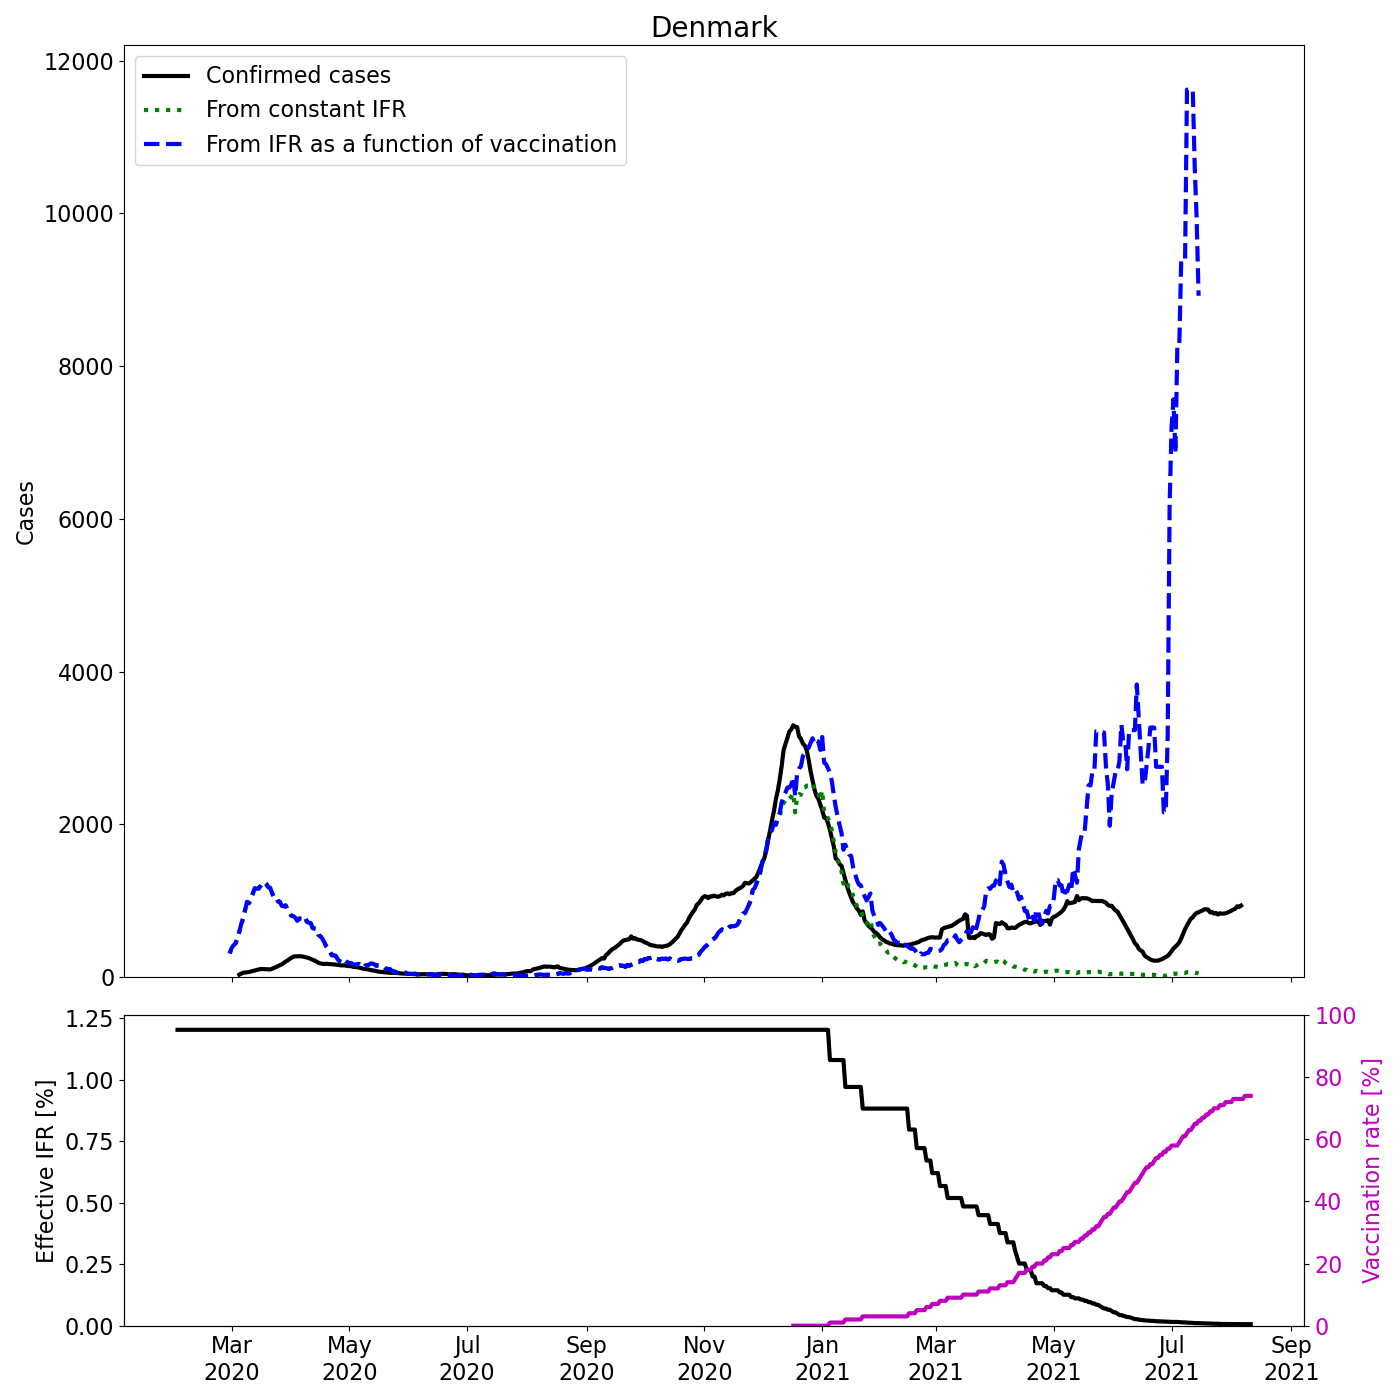 Denmark
12000
10000
8000
6000
4000
2000
0
Cases
Confirmed cases
From constant IFR
From IFR as a function of vaccination
1.25
1.00
0.75
0.50
0.25
0.00
Effective IFR [%]
100
80
60
40
20
0
Vaccination rate [%]
Mar
2020
May
2020
Jul
2020
Sep
2020
Nov
2020
Jan
2021
Mar
2021
May
2021
Jul
2021
Sep
2021